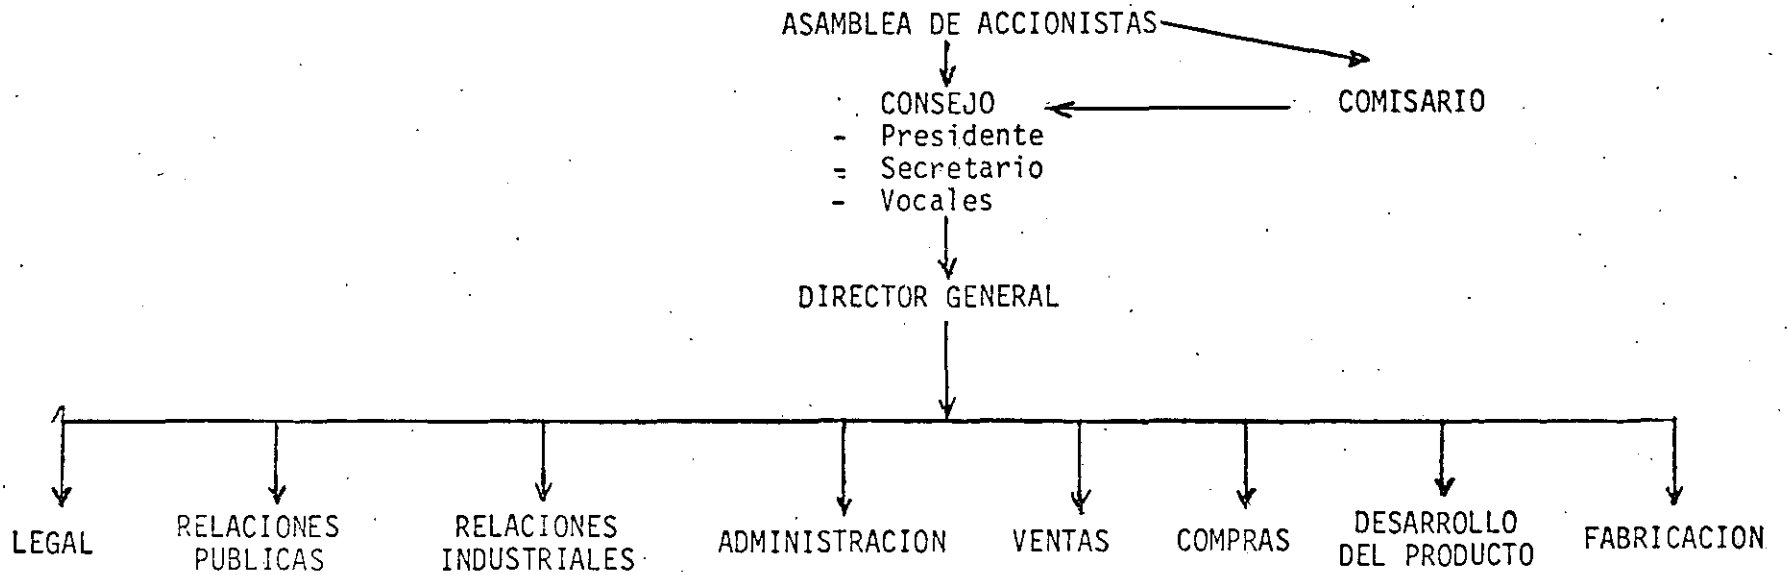 ASAMBLEA DE ACCIONISTAS
CONSEJO
COMISARIO
- Presidente
- Secretario
- Vocales
DIRECTOR GENERAL
LEGAL
RELACIONES
PUBLICAS
RELACIONES
INDUSTRIALES
ADMINISTRACION
VENTAS
COMPRAS
DESARROLLO
DEL PRODUCTO
FABRICACION